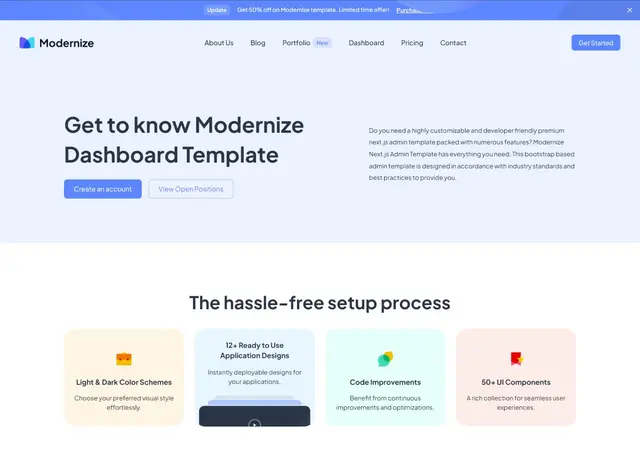 Update Get 50% off on Modernize template. Limited time offer!
Modernize About Us Blog Portfolio New Dashboard Pricing Contact Get Started
Get to know Modernize
Dashboard Template
Create an account View Open Positions
Do you need a highly customizable and developer friendly premium
next.js admin template packed with numerous features? Modernize
Next.js Admin Template has everything you need. This bootstrap based
admin template is designed in accordance with industry standards and
best practices to provide you.
The hassle-free setup process
Light & Dark Color Schemes
Choose your preferred visual style
effortlessly.
12+ Ready to Use
Application Designs
Instantly deployable designs for
your applications.
Code Improvements
Benefit from continuous
improvements and optimizations.
50+ UI Components
A rich collection for seamless user
experiences.